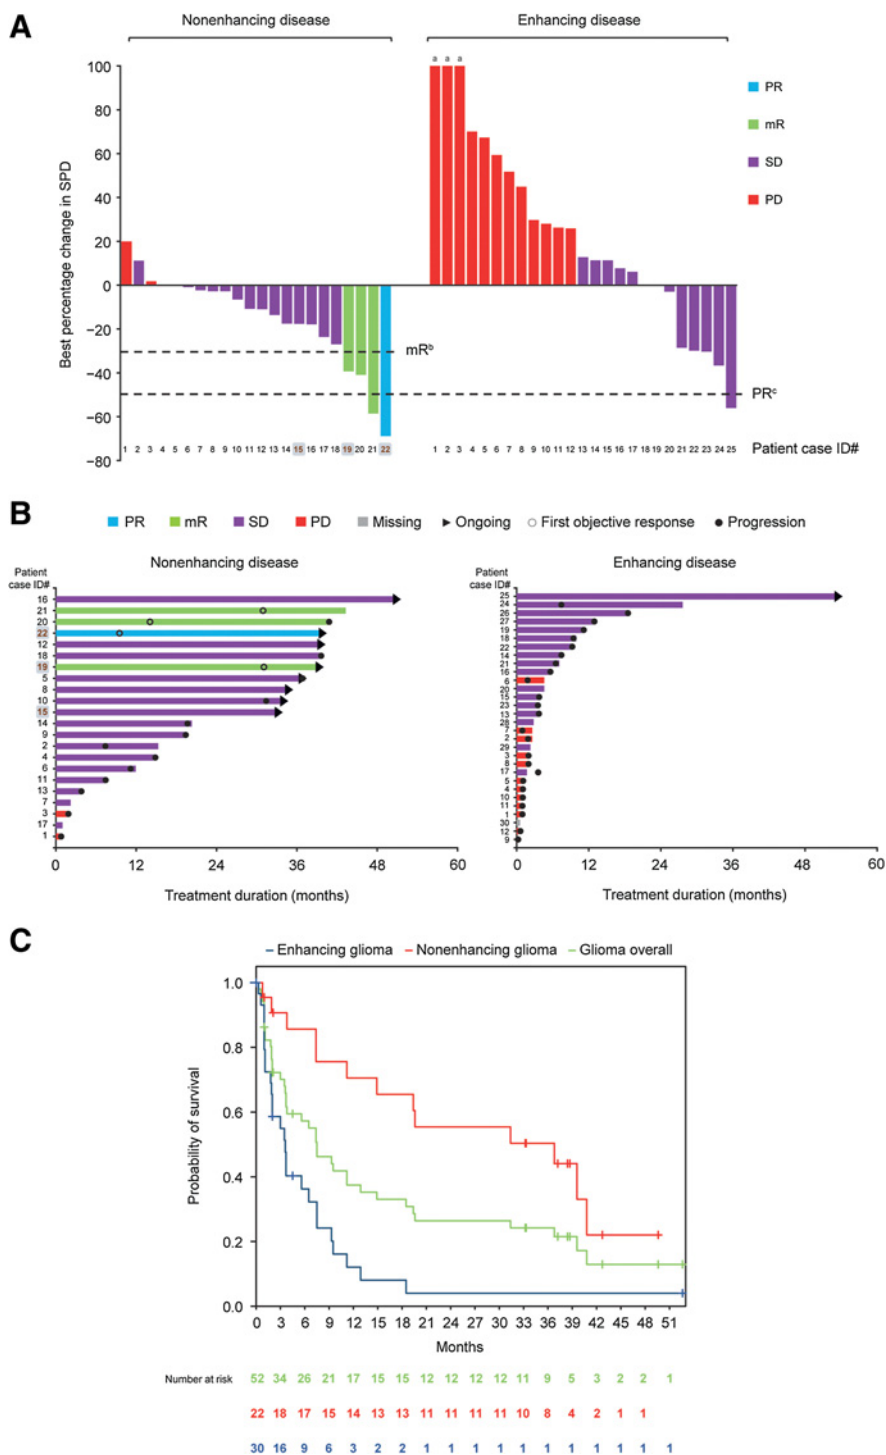 A
Nonenhancing disease Enhancing disease
Best percentage change in SPD
100
80
60
40
20
0
−20
−40
−60
−80
a a a
PR
mR
SD
PD
mRᵇ
PRᶜ
1 2 3 4 5 6 7 8 9 10 11 12 13 14 15 16 17 18 19 20 21 22
1 2 3 4 5 6 7 8 9 10 11 12 13 14 15 16 17 18 19 20 21 22 23 24 25
Patient case ID#
B
PR mR SD PD Missing Ongoing First objective response Progression
Nonenhancing disease
Patient
case ID#
16
21
20
22
12
18
19
5
8
10
15
14
9
2
4
6
11
13
7
3
17
1
0 12 24 36 48 60
Treatment duration (months)
Enhancing disease
Patient
case ID#
25
24
26
27
19
18
22
14
21
16
6
20
15
23
13
28
7
2
29
3
8
17
5
4
10
11
1
30
12
9
0 12 24 36 48 60
Treatment duration (months)
C
Enhancing glioma Nonenhancing glioma Glioma overall
Probability of survival
1.0
0.8
0.6
0.4
0.2
0.0
0 3 6 9 12 15 18 21 24 27 30 33 36 39 42 45 48 51
Months
Number at risk 52 34 26 21 17 15 15 12 12 12 12 11 9 5 3 2 2 1
22 18 17 15 14 13 13 11 11 11 11 10 8 4 2 1 1
30 16 9 6 3 2 2 1 1 1 1 1 1 1 1 1 1 1